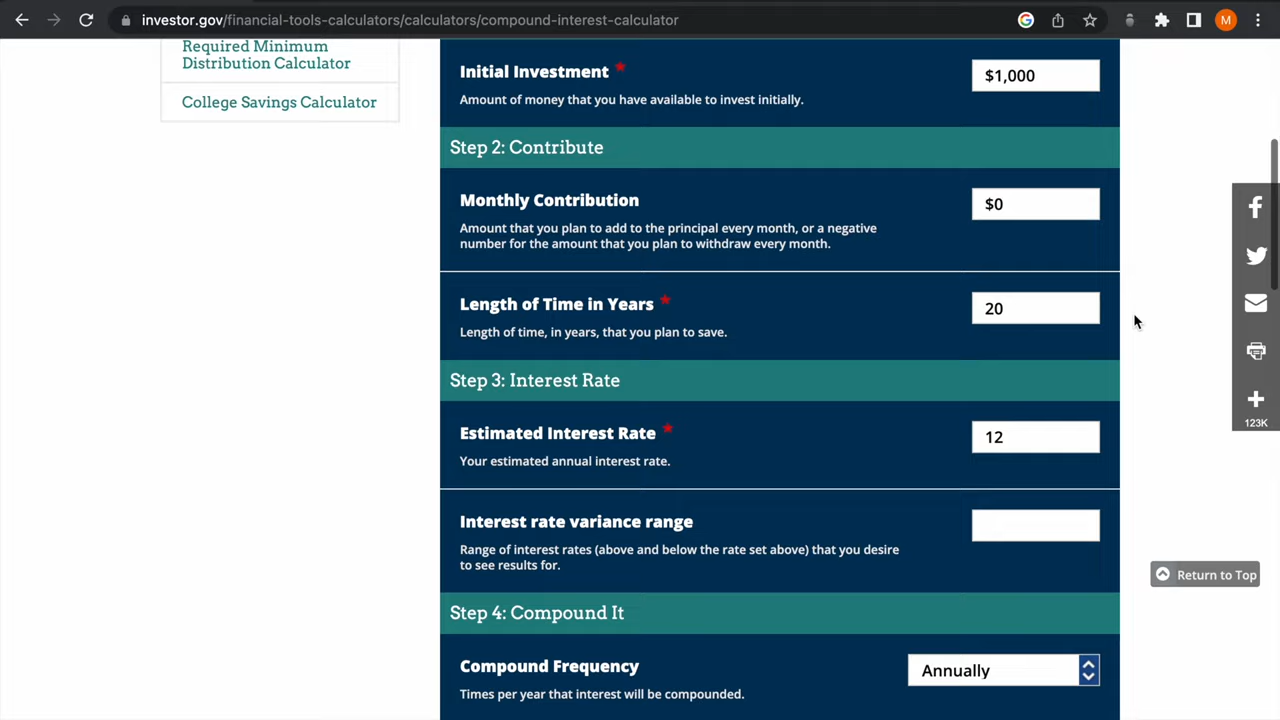 investor.gov/financial-tools-calculators/calculators/compound-interest-calculator
M
Required Minimum
Distribution Calculator
College Savings Calculator
Initial Investment *
$1,000
Amount of money that you have available to invest initially.
Step 2: Contribute
Monthly Contribution
$0
Amount that you plan to add to the principal every month, or a negative
number for the amount that you plan to withdraw every month.
Length of Time in Years *
20
Length of time, in years, that you plan to save.
Step 3: Interest Rate
Estimated Interest Rate *
12
Your estimated annual interest rate.
Interest rate variance range
Range of interest rates (above and below the rate set above) that you desire
to see results for.
Step 4: Compound It
Compound Frequency
Annually
Times per year that interest will be compounded.
123K
Return to Top